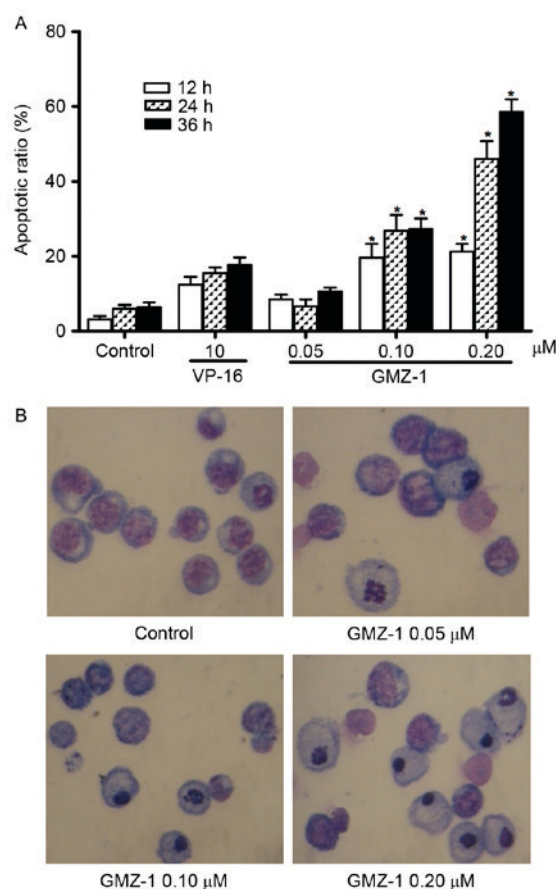 A
80
60
40
20
0
Apoptotic ratio (%)
12 h
24 h
36 h
*
*
*
*
*
*
Control 10 0.05 0.10 0.20 μM
VP-16 GMZ-1
B
Control GMZ-1 0.05 μM
GMZ-1 0.10 μM GMZ-1 0.20 μM